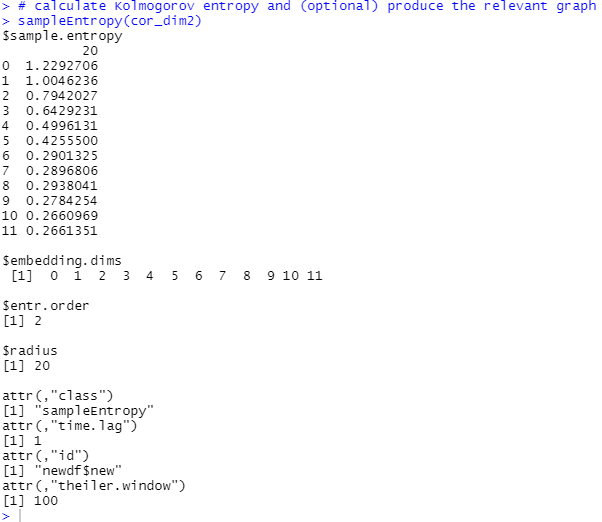 > # calculate Kolmogorov entropy and (optional) produce the relevant graph
> sampleEntropy(cor_dim2)
$sample.entropy
20
0 1.2292706
1 1.0046236
2 0.7942027
3 0.6429231
4 0.4996131
5 0.4255500
6 0.2901325
7 0.2896806
8 0.2938041
9 0.2784254
10 0.2660969
11 0.2661351
$embedding.dims
[1] 0 1 2 3 4 5 6 7 8 9 10 11
$entr.order
[1] 2
$radius
[1] 20
attr(,"class")
[1] "sampleEntropy"
attr(,"time.lag")
[1] 1
attr(,"id")
[1] "newdf$new"
attr(,"theiler.window")
[1] 100
>